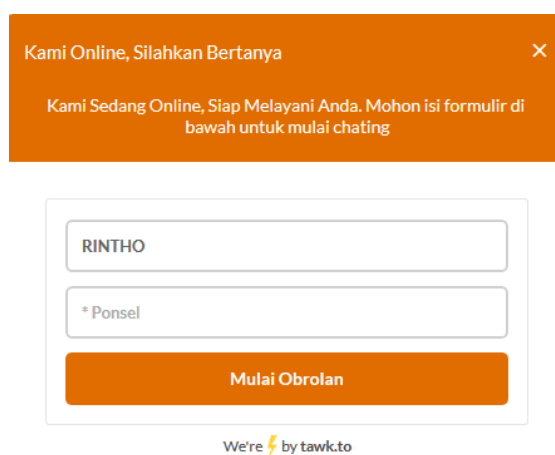 Kami Online, Silahkan Bertanya ×
Kami Sedang Online, Siap Melayani Anda. Mohon isi formulir di
bawah untuk mulai chating
RINTHO
* Ponsel
Mulai Obrolan
We're ⚡ by tawk.to